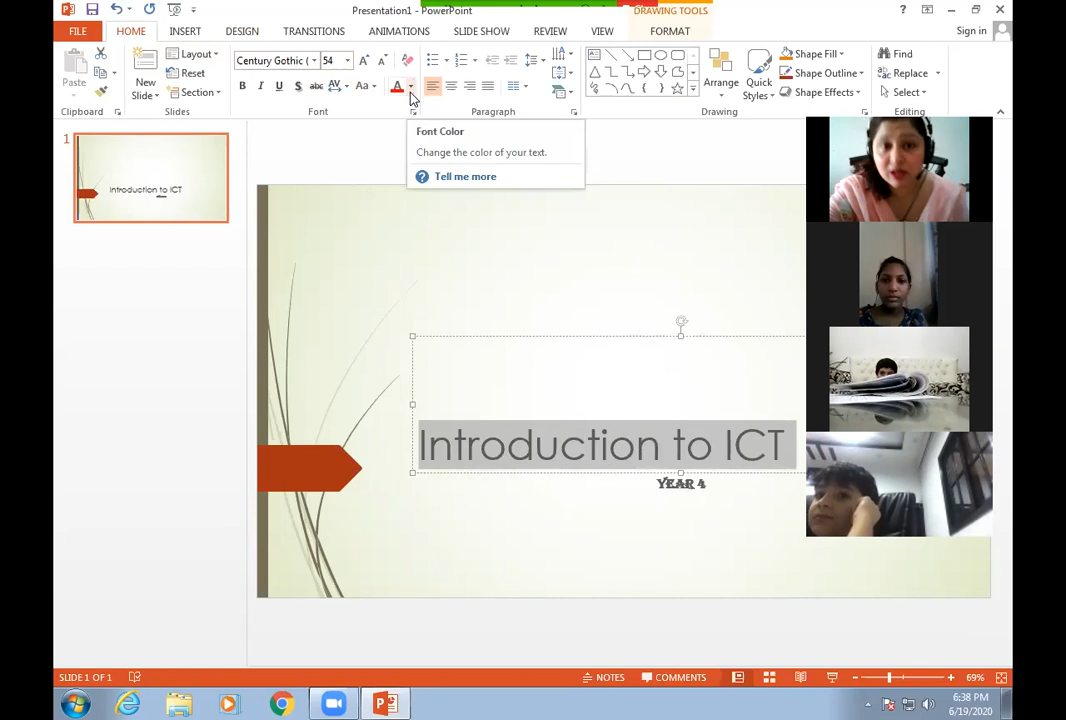 Presentation1 - PowerPoint
DRAWING TOOLS
FILE HOME INSERT DESIGN TRANSITIONS ANIMATIONS SLIDE SHOW REVIEW VIEW FORMAT
Sign in
Paste
New Slide
Layout
Reset
Section
Century Gothic ( 54
B I U S abc AV Aa A
Arrange
Quick Styles
Shape Fill
Shape Outline
Shape Effects
Find
Replace
Select
Clipboard Slides Font Paragraph Drawing Editing
Font Color
Change the color of your text.
Tell me more
1
Introduction to ICT
Introduction to ICT
YEAR 4
SLIDE 1 OF 1
NOTES COMMENTS 69%
6:38 PM
6/19/2020